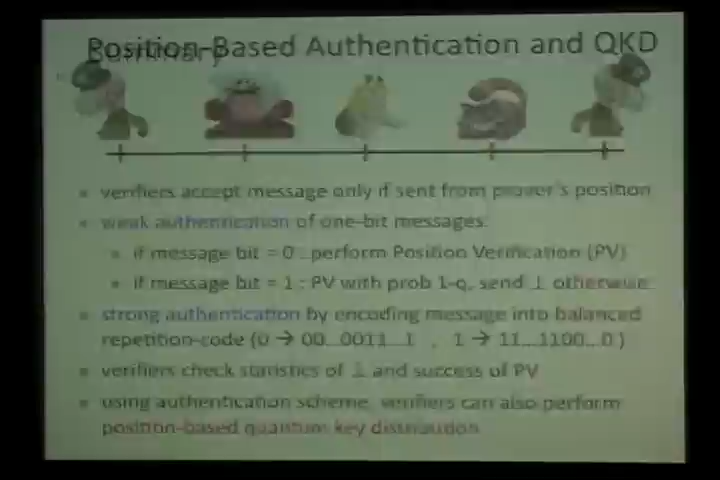 Position-Based Authentication and QKD
Summary
verifiers accept message only if sent from prover's position
weak authentication of one-bit messages:
if message bit = 0 : perform Position Verification (PV)
if message bit = 1 : PV with prob 1-q, send ⊥ otherwise
strong authentication by encoding message into balanced
repetition-code (0 → 00...0011...1 , 1 → 11...1100...0 )
verifiers check statistics of ⊥ and success of PV
using authentication scheme, verifiers can also perform
position-based quantum key distribution